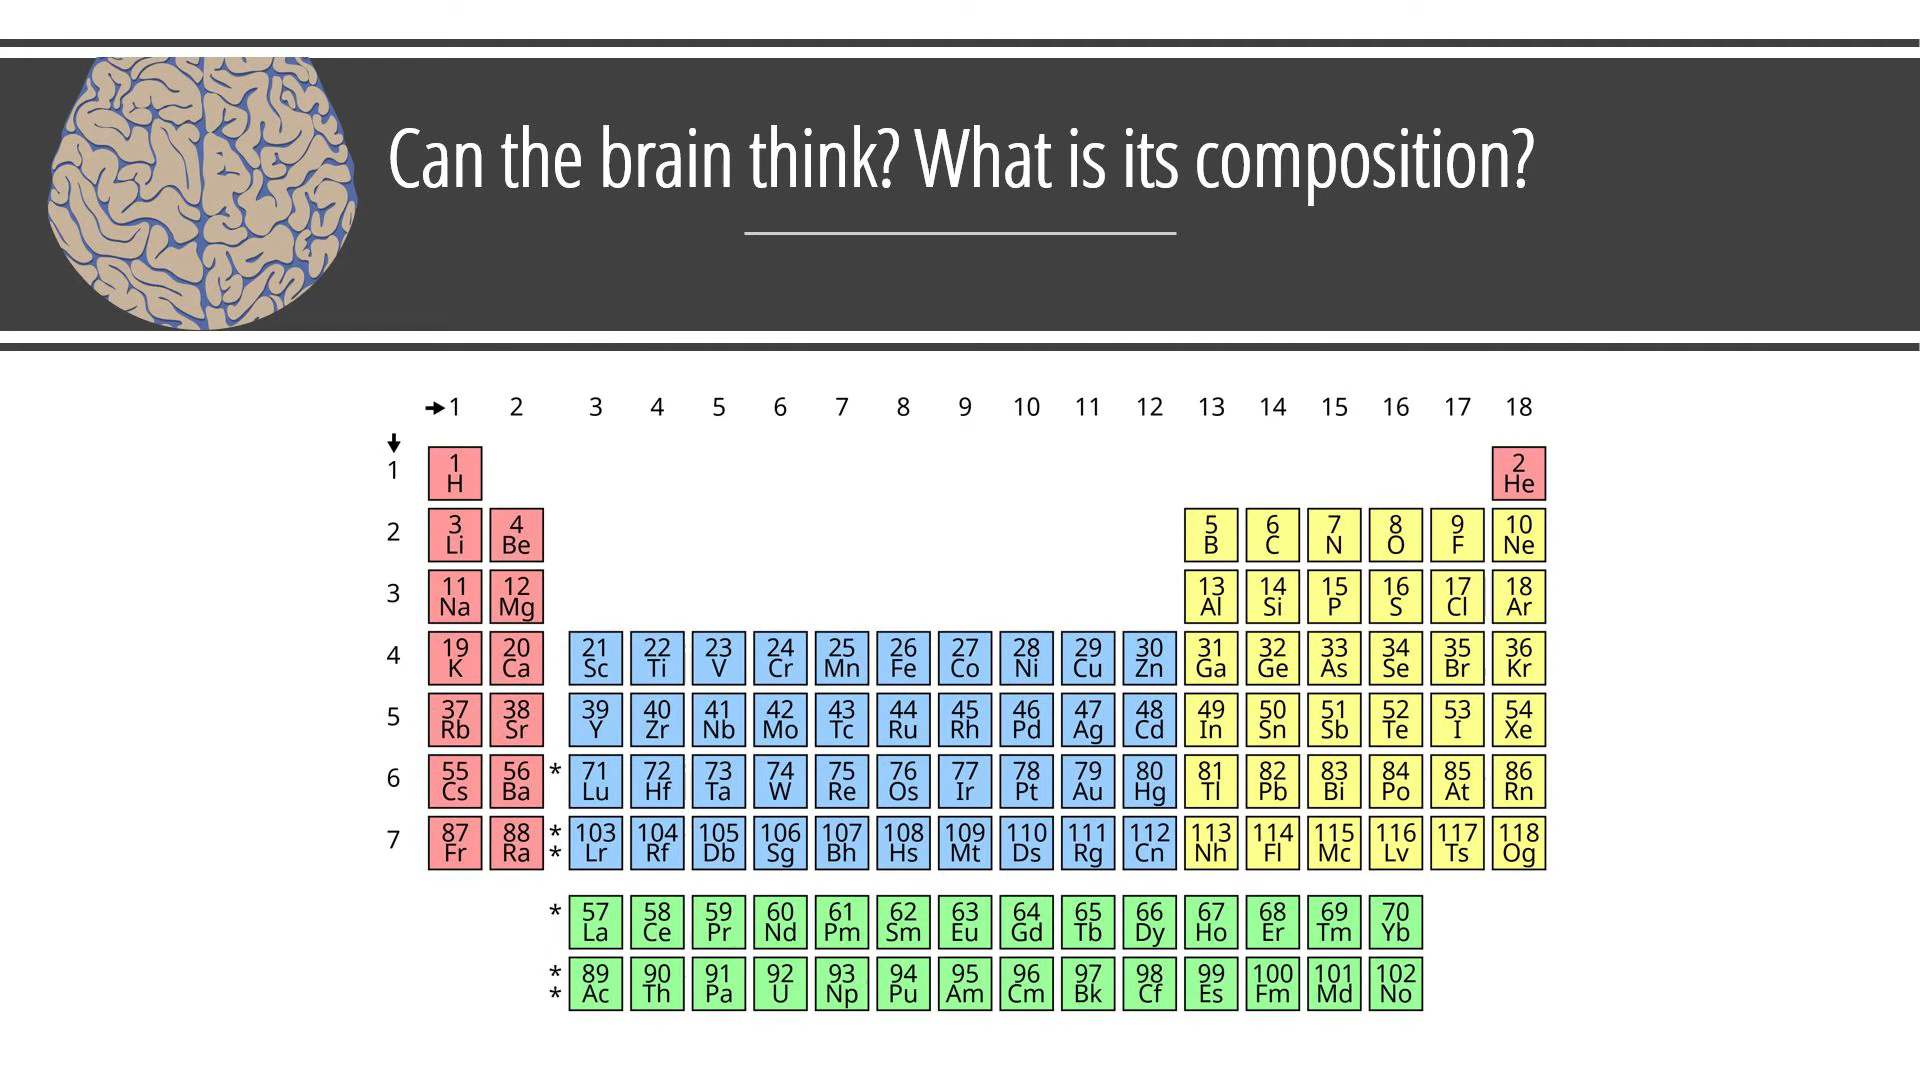 Can the brain think? What is its composition?
1 2 3 4 5 6 7 8 9 10 11 12 13 14 15 16 17 18
1 1 2
H He
2 3 4 5 6 7 8 9 10
Li Be B C N O F Ne
3 11 12 13 14 15 16 17 18
Na Mg Al Si P S Cl Ar
4 19 20 21 22 23 24 25 26 27 28 29 30 31 32 33 34 35 36
K Ca Sc Ti V Cr Mn Fe Co Ni Cu Zn Ga Ge As Se Br Kr
5 37 38 39 40 41 42 43 44 45 46 47 48 49 50 51 52 53 54
Rb Sr Y Zr Nb Mo Tc Ru Rh Pd Ag Cd In Sn Sb Te I Xe
6 55 56 * 71 72 73 74 75 76 77 78 79 80 81 82 83 84 85 86
Cs Ba Lu Hf Ta W Re Os Ir Pt Au Hg Tl Pb Bi Po At Rn
7 87 88 * 103 104 105 106 107 108 109 110 111 112 113 114 115 116 117 118
Fr Ra * Lr Rf Db Sg Bh Hs Mt Ds Rg Cn Nh Fl Mc Lv Ts Og
* 57 58 59 60 61 62 63 64 65 66 67 68 69 70
La Ce Pr Nd Pm Sm Eu Gd Tb Dy Ho Er Tm Yb
* 89 90 91 92 93 94 95 96 97 98 99 100 101 102
* Ac Th Pa U Np Pu Am Cm Bk Cf Es Fm Md No